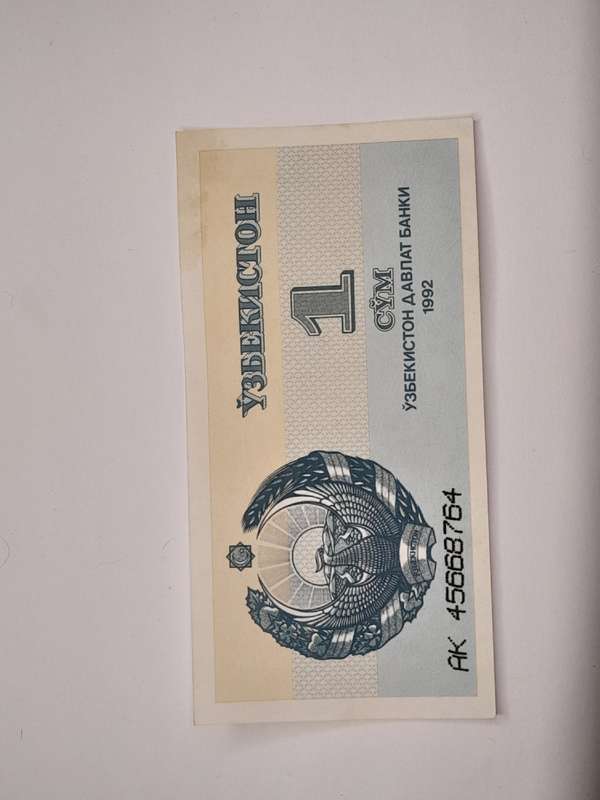 ЎЗБЕКИСТОН
1
СЎМ
ЎЗБЕКИСТОН ДАВЛАТ БАНКИ
1992
АК 45668764